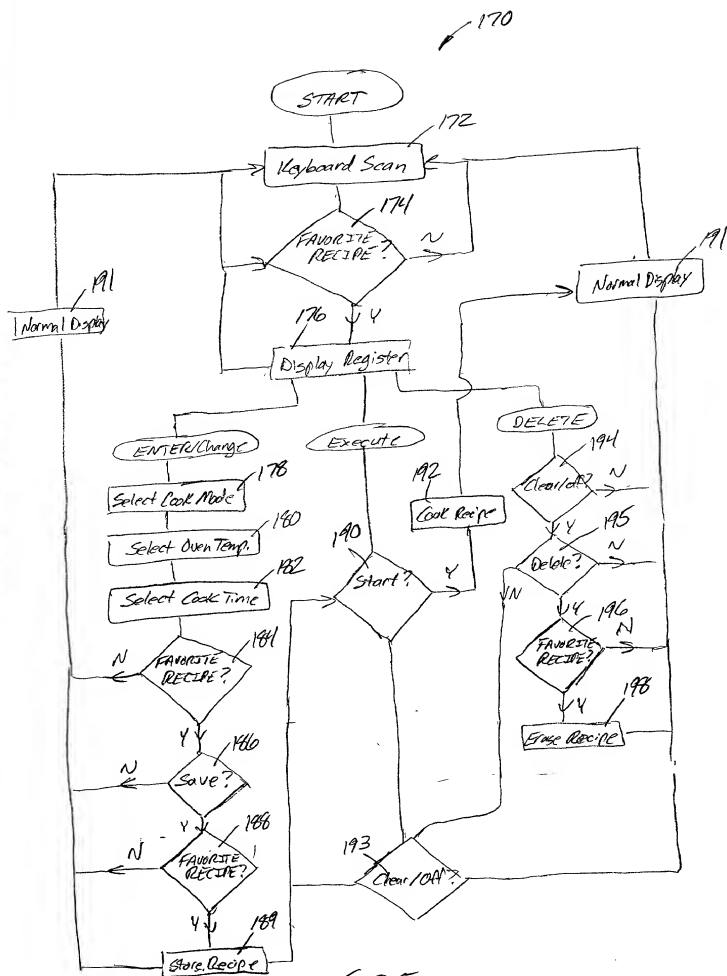 170
START
172
Keyboard Scan
174
FAVORITE
RECIPE?
N
191
Normal Display
191
Normal Display
176
Y
Display Register
ENTER/Change
Execute
DELETE
178
Select Cook Mode
194
Clear/off?
N
192
Cook Recipe
180
Select Oven Temp.
Y
195
Delete?
N
190
Start?
Y
N
182
Select Cook Time
Y
196
FAVORITE
RECIPE?
N
184
FAVORITE
RECIPE?
N
Y
198
Erase Recipe
Y
186
Save?
N
Y
188
FAVORITE
RECIPE?
N
193
Clear/Off?
Y
189
Store Recipe